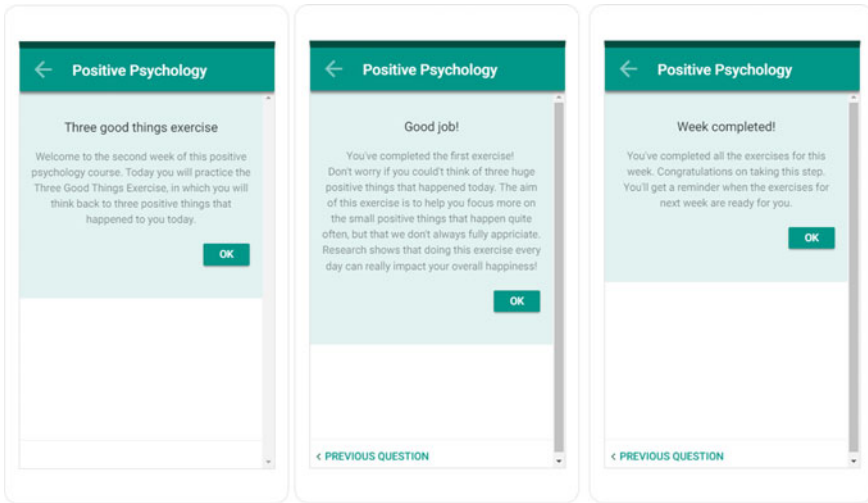 Positive Psychology
Three good things exercise
Welcome to the second week of this positive
psychology course. Today you will practice the
Three Good Things Exercise, in which you will
think back to three positive things that
happened to you today.
OK
Positive Psychology
Good job!
You've completed the first exercise!
Don't worry if you could't think of three huge
positive things that happened today. The aim
of this exercise is to help you focus more on
the small positive things that happen quite
often, but that we don't always fully appriciate.
Research shows that doing this exercise every
day can really impact your overall happiness!
OK
< PREVIOUS QUESTION
Positive Psychology
Week completed!
You've completed all the exercises for this
week. Congratulations on taking this step.
You'll get a reminder when the exercises for
next week are ready for you.
OK
< PREVIOUS QUESTION